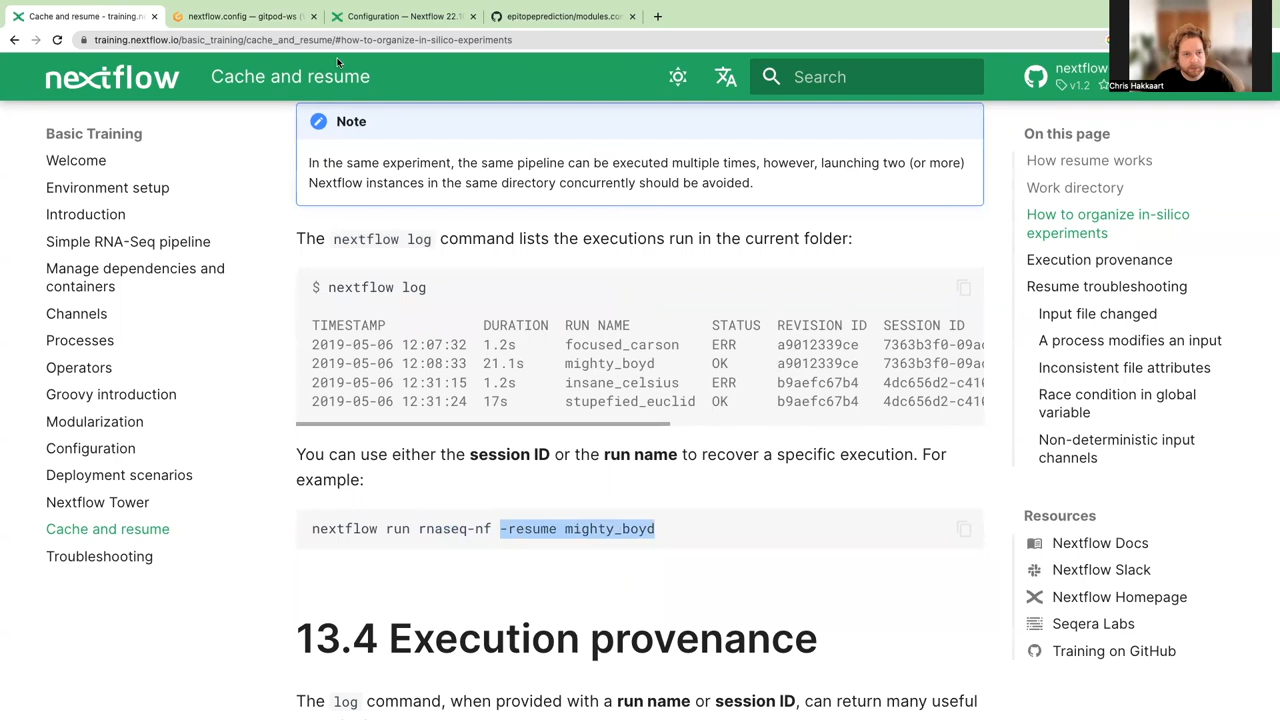 Cache and resume - training.ne
nextflow.config — gitpod-ws (
Configuration — Nextflow 22.1
epitopeprediction/modules.co
training.nextflow.io/basic_training/cache_and_resume/#how-to-organize-in-silico-experiments
nextflow
Cache and resume
Search
nextflow
v1.2
Chris Hakkaart
Basic Training
Welcome
Environment setup
Introduction
Simple RNA-Seq pipeline
Manage dependencies and
containers
Channels
Processes
Operators
Groovy introduction
Modularization
Configuration
Deployment scenarios
Nextflow Tower
Cache and resume
Troubleshooting
Note
In the same experiment, the same pipeline can be executed multiple times, however, launching two (or more)
Nextflow instances in the same directory concurrently should be avoided.
The nextflow log command lists the executions run in the current folder:
$ nextflow log
TIMESTAMP DURATION RUN NAME STATUS REVISION ID SESSION ID
2019-05-06 12:07:32 1.2s focused_carson ERR a9012339ce 7363b3f0-09a
2019-05-06 12:08:33 21.1s mighty_boyd OK a9012339ce 7363b3f0-09a
2019-05-06 12:31:15 1.2s insane_celsius ERR b9aefc67b4 4dc656d2-c41
2019-05-06 12:31:24 17s stupefied_euclid OK b9aefc67b4 4dc656d2-c41
You can use either the session ID or the run name to recover a specific execution. For
example:
nextflow run rnaseq-nf -resume mighty_boyd
13.4 Execution provenance
The log command, when provided with a run name or session ID, can return many useful
On this page
How resume works
Work directory
How to organize in-silico
experiments
Execution provenance
Resume troubleshooting
Input file changed
A process modifies an input
Inconsistent file attributes
Race condition in global
variable
Non-deterministic input
channels
Resources
Nextflow Docs
Nextflow Slack
Nextflow Homepage
Seqera Labs
Training on GitHub